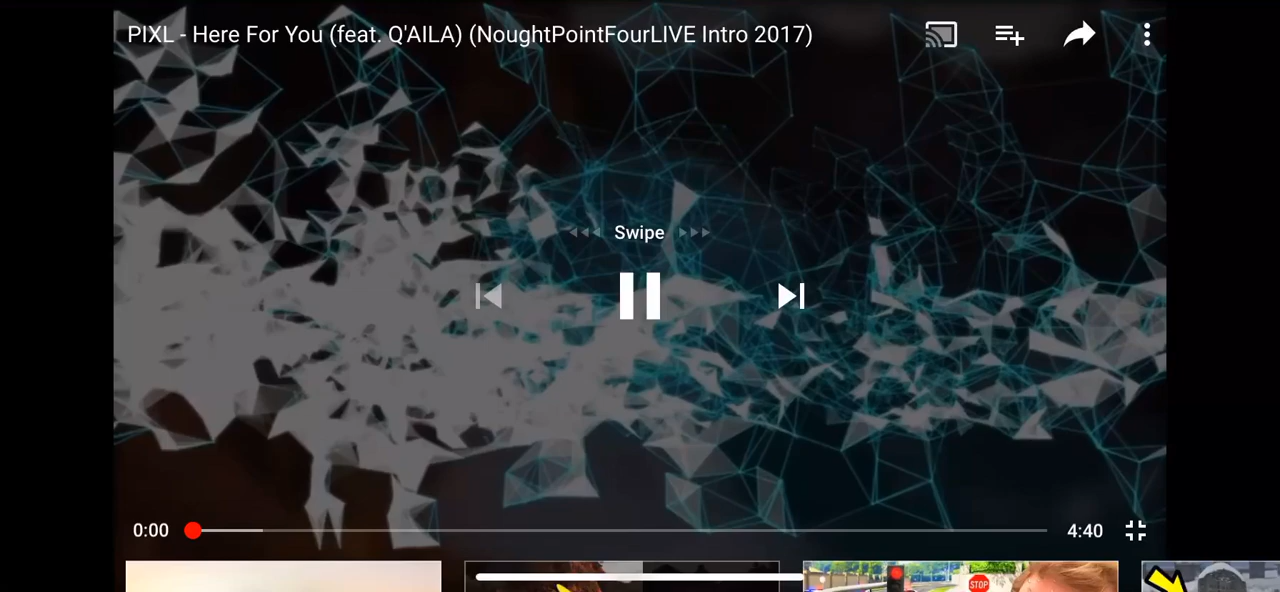 PIXL - Here For You (feat. Q'AILA) (NoughtPointFourLIVE Intro 2017)
Swipe
0:00
4:40
STOP